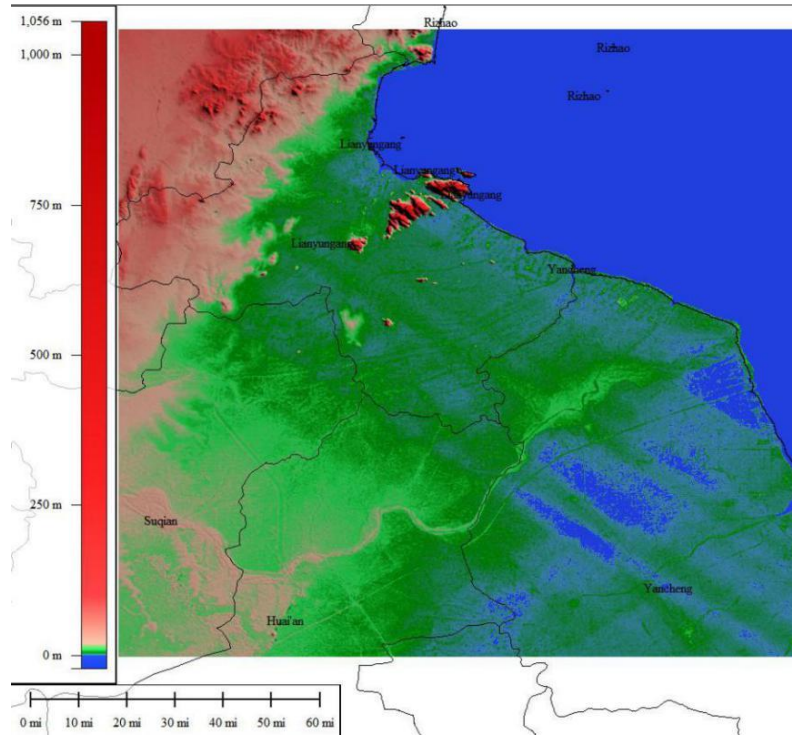 1,056 m
1,000 m
750 m
500 m
250 m
0 m
Rizhao
Rizhao
Rizhao
Lianyungang
Lianyungang
Lianyungang
Lianyungang
Yancheng
Suqian
Huai'an
Yancheng
0 mi 10 mi 20 mi 30 mi 40 mi 50 mi 60 mi